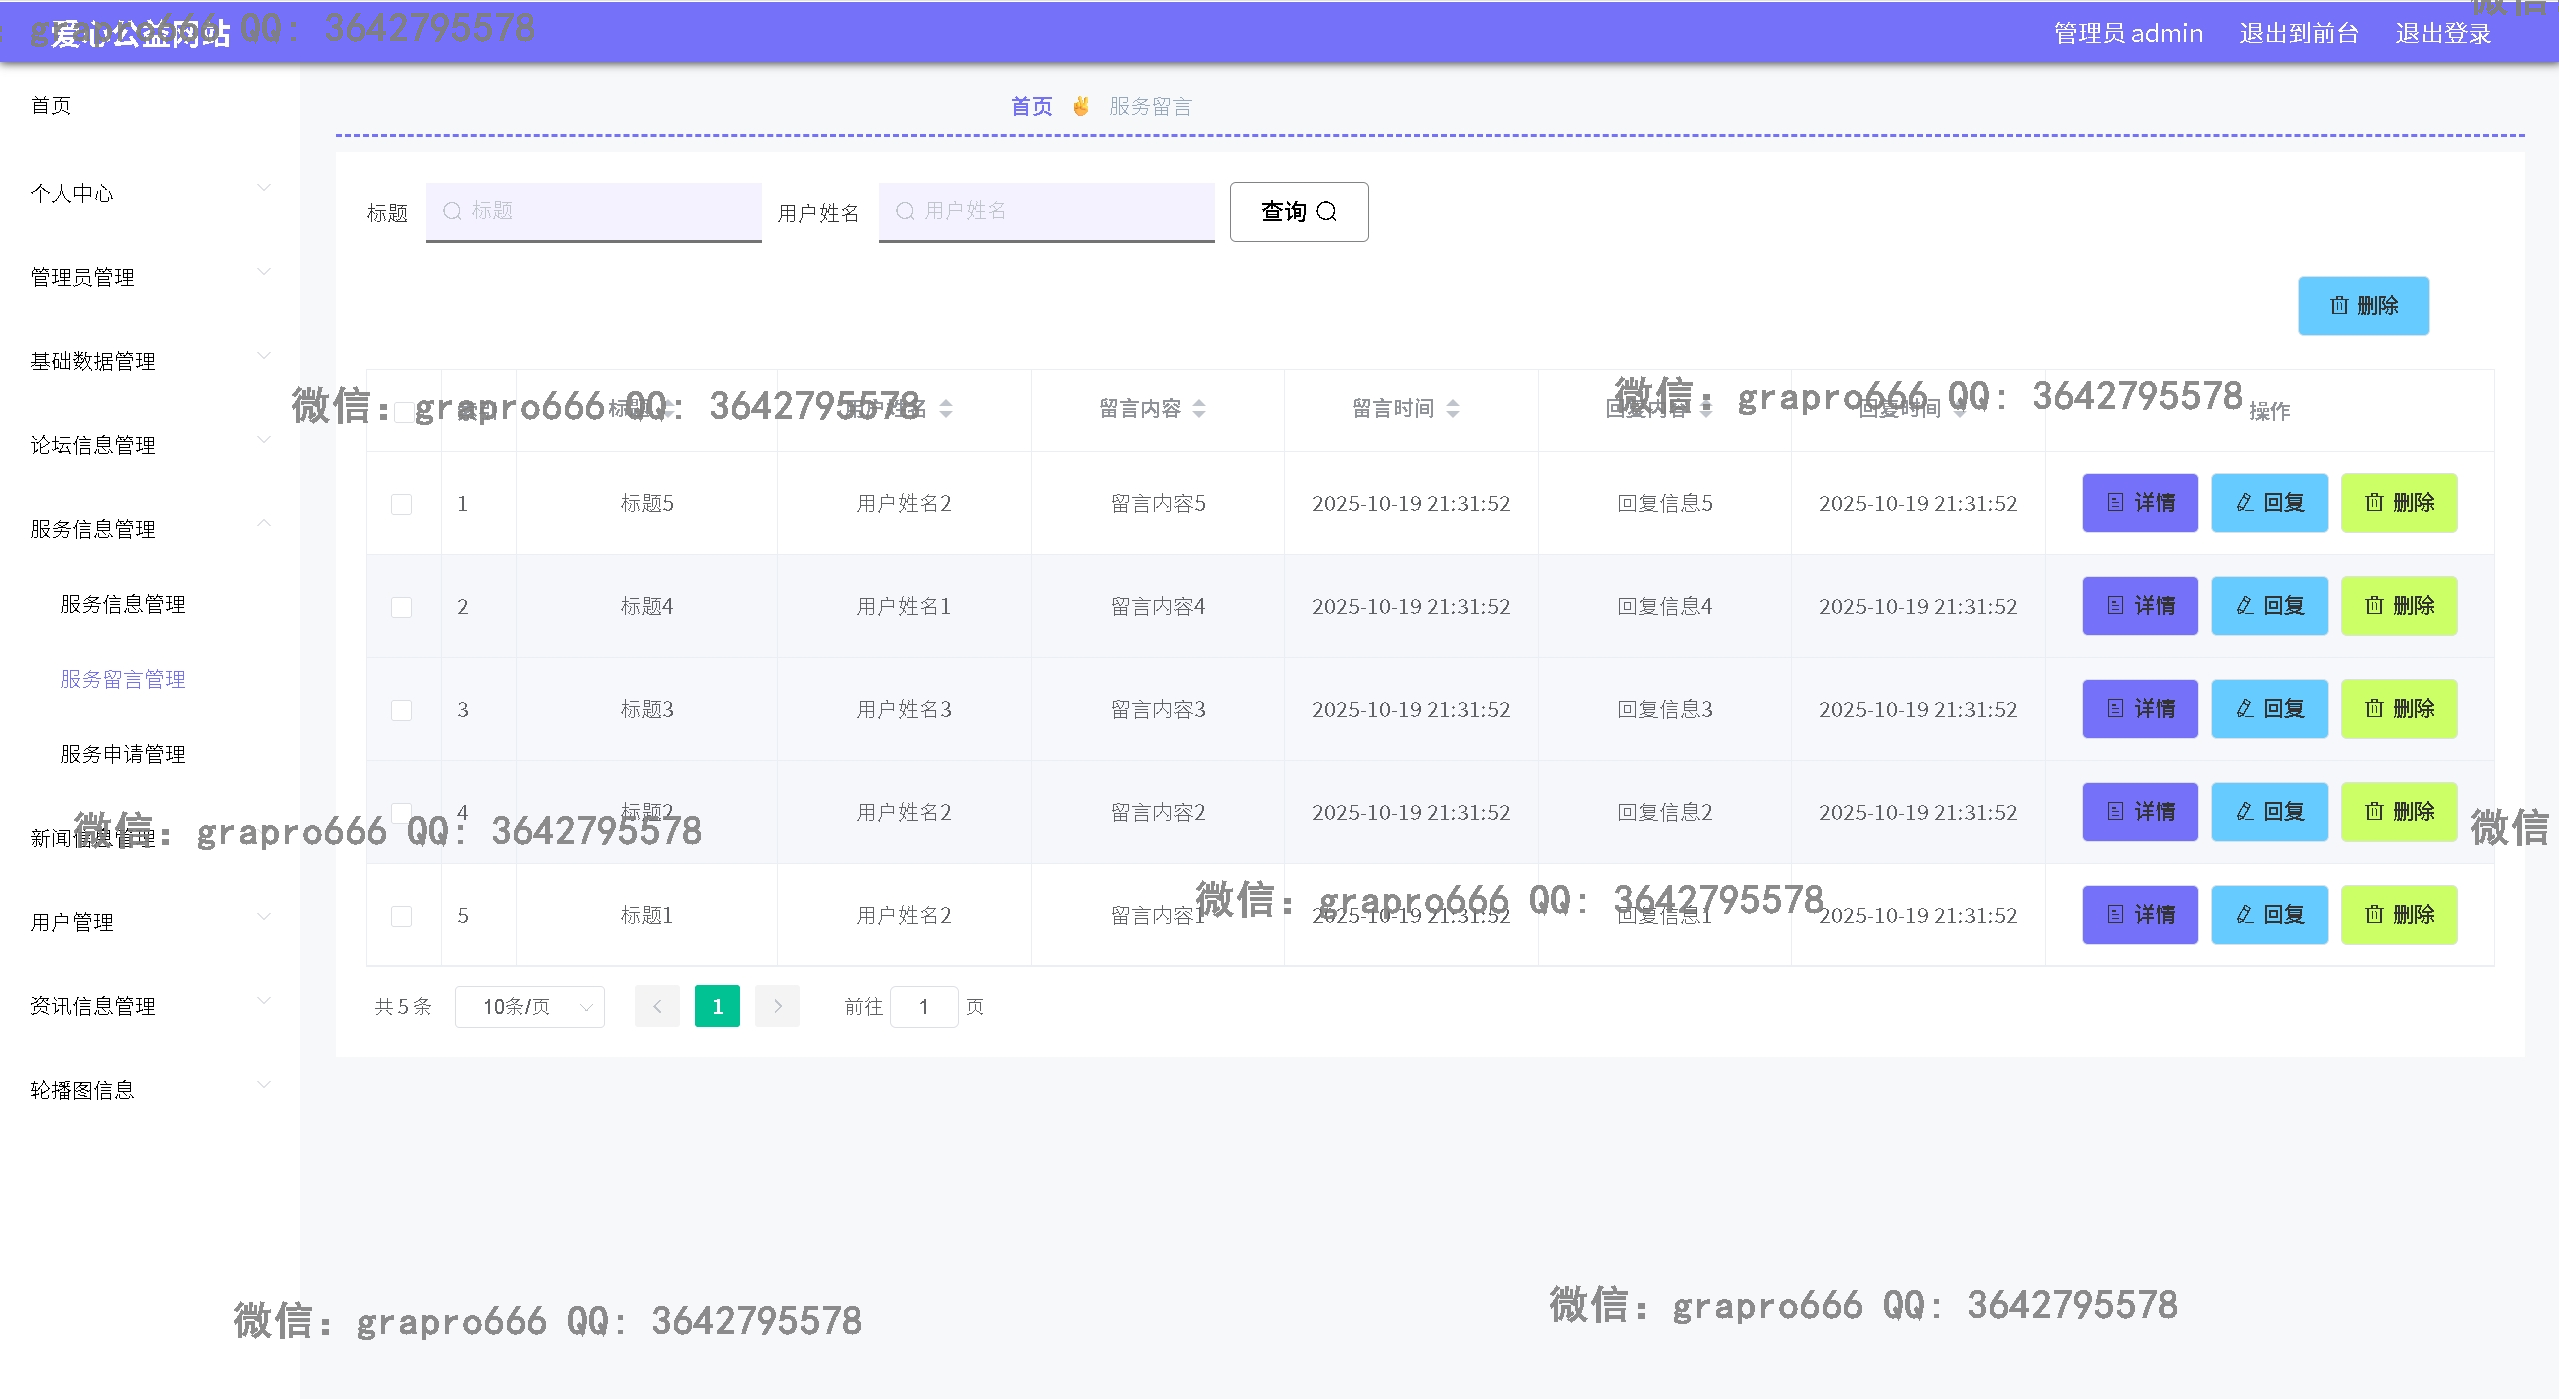 爱心公益网站
grapro666 QQ: 3642795578
管理员 admin 退出到前台 退出登录
微信
首页
个人中心
管理员管理
基础数据管理
论坛信息管理
服务信息管理
服务信息管理
服务留言管理
服务申请管理
新闻信息管理
用户管理
资讯信息管理
轮播图信息
首页 服务留言
标题 标题 用户姓名 用户姓名 查询
删除
标题 用户姓名 留言内容 留言时间 回复内容 回复时间 操作
微信: grapro666 QQ: 3642795578
微信: grapro666 QQ: 3642795578
1 标题5 用户姓名2 留言内容5 2025-10-19 21:31:52 回复信息5 2025-10-19 21:31:52 详情 回复 删除
2 标题4 用户姓名1 留言内容4 2025-10-19 21:31:52 回复信息4 2025-10-19 21:31:52 详情 回复 删除
3 标题3 用户姓名3 留言内容3 2025-10-19 21:31:52 回复信息3 2025-10-19 21:31:52 详情 回复 删除
4 标题2 用户姓名2 留言内容2 2025-10-19 21:31:52 回复信息2 2025-10-19 21:31:52 详情 回复 删除
微信: grapro666 QQ: 3642795578
微信
5 标题1 用户姓名2 留言内容1 2025-10-19 21:31:52 回复信息1 2025-10-19 21:31:52 详情 回复 删除
微信: grapro666 QQ: 3642795578
共 5 条 10条/页 1 前往 1 页
微信: grapro666 QQ: 3642795578
微信: grapro666 QQ: 3642795578